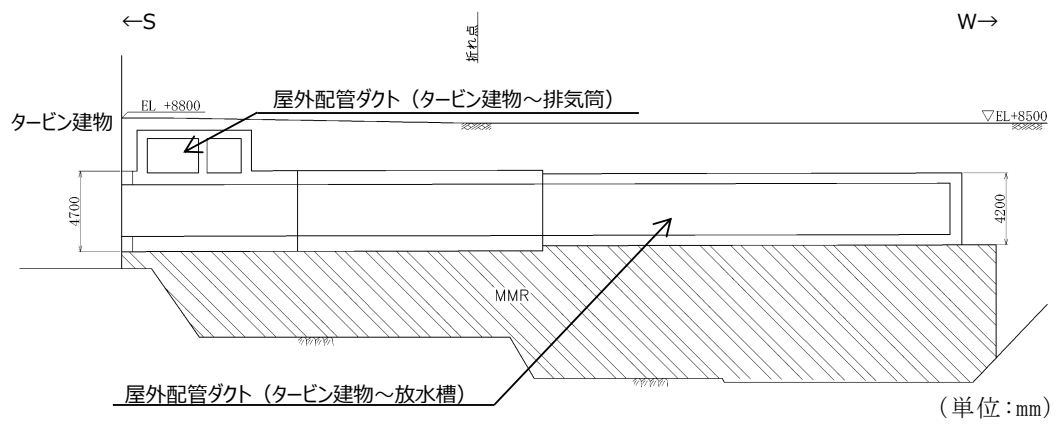 ←S
W→
折れ点
屋外配管ダクト（タービン建物～排気筒）
EL +8800
▽EL+8500
タービン建物
4700
4200
MMR
屋外配管ダクト（タービン建物～放水槽）
(単位:mm)